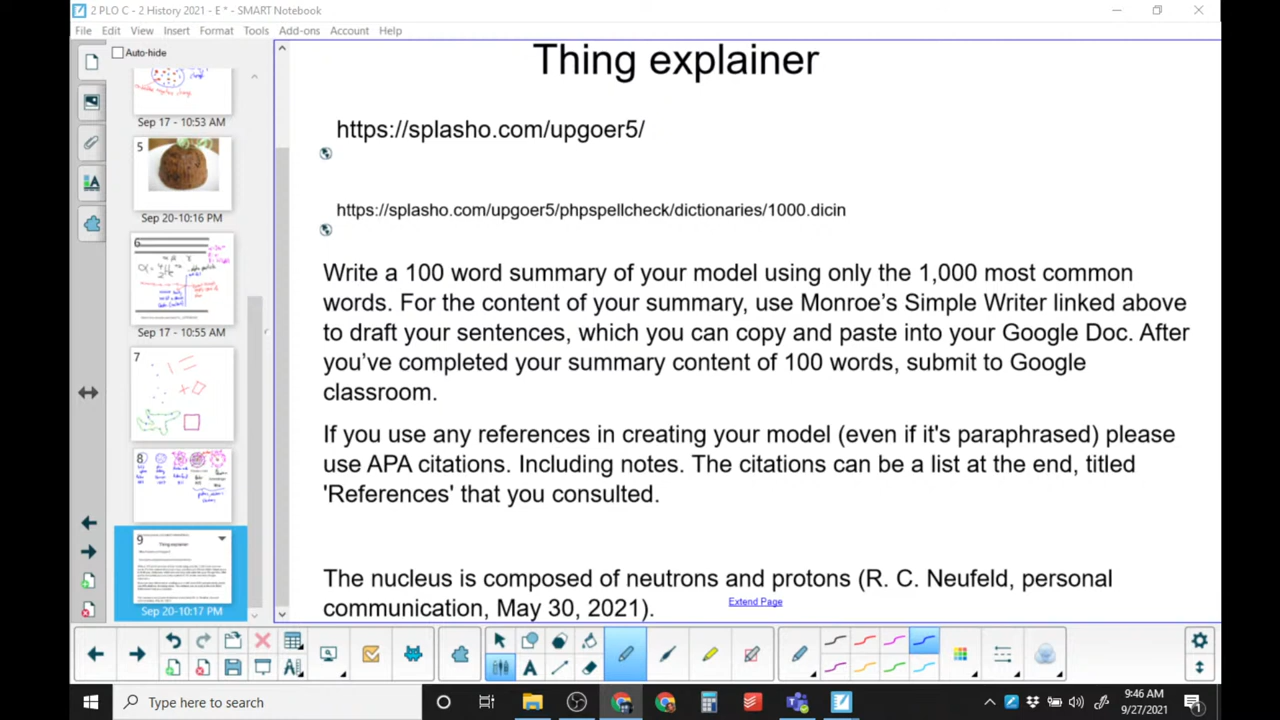 2 PLO C - 2 History 2021 - E * - SMART Notebook
File Edit View Insert Format Tools Add-ons Account Help
Auto-hide
Sep 17 - 10:53 AM
5
Sep 20-10:16 PM
6
Sep 17 - 10:55 AM
7
8
9
Thing explainer
Sep 20-10:17 PM
Thing explainer
https://splasho.com/upgoer5/
https://splasho.com/upgoer5/phpspellcheck/dictionaries/1000.dicin
Write a 100 word summary of your model using only the 1,000 most common
words. For the content of your summary, use Monroe's Simple Writer linked above
to draft your sentences, which you can copy and paste into your Google Doc. After
you've completed your summary content of 100 words, submit to Google
classroom.
If you use any references in creating your model (even if it's paraphrased) please
use APA citations. Including notes. The citations can be a list at the end, titled
'References' that you consulted.
The nucleus is composed of neutrons and protons (R. C. Neufeld, personal
communication, May 30, 2021).
Extend Page
Type here to search
9:46 AM
9/27/2021